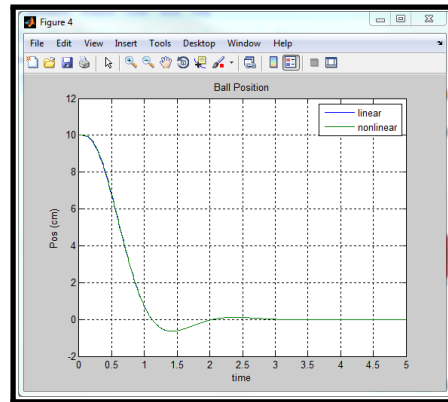 Figure 4
File Edit View Insert Tools Desktop Window Help
Ball Position
linear
nonlinear
12
10
8
6
4
2
0
-2
Pos (cm)
0 0.5 1 1.5 2 2.5 3 3.5 4 4.5 5
time